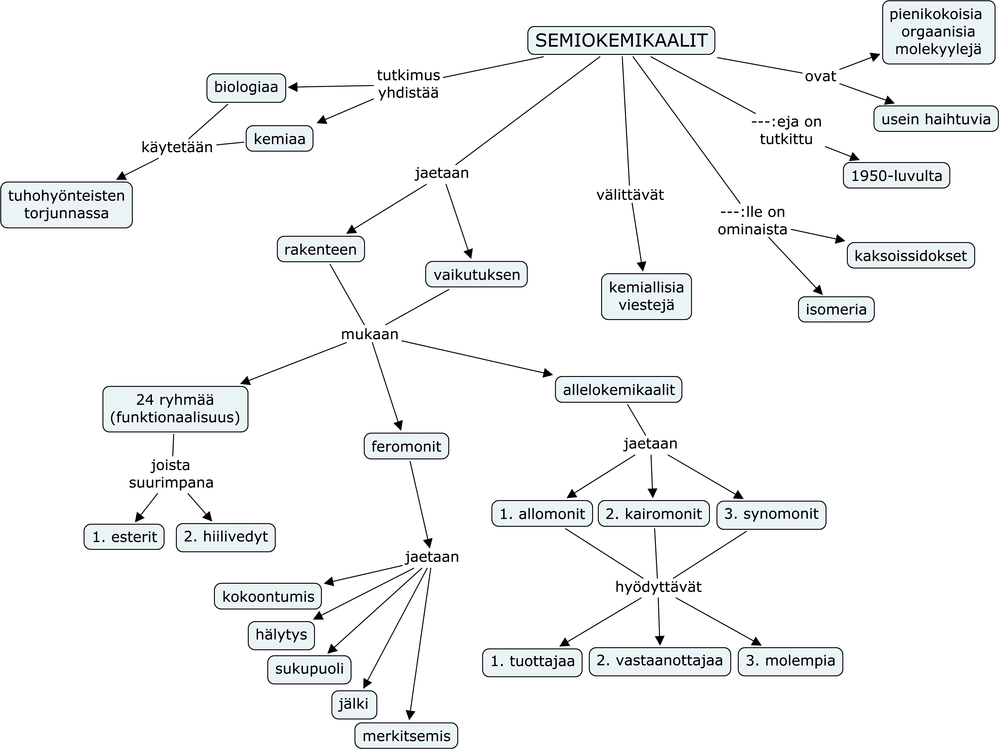 pienikokoisia
orgaanisia
molekyylejä
SEMIOKEMIKAALIT
tutkimus
yhdistää
ovat
biologiaa
usein haihtuvia
---:eja on
tutkittu
kemiaa
käytetään
1950-luvulta
jaetaan
tuhohyönteisten
torjunnassa
välittävät
---:lle on
ominaista
rakenteen
kaksoissidokset
vaikutuksen
kemiallisia
viestejä
isomeria
mukaan
24 ryhmää
(funktionaalisuus)
allelokemikaalit
feromonit
jaetaan
joista
suurimpana
1. allomonit
2. kairomonit
3. synomonit
1. esterit
2. hiilivedyt
jaetaan
hyödyttävät
kokoontumis
hälytys
sukupuoli
jälki
merkitsemis
1. tuottajaa
2. vastaanottajaa
3. molempia